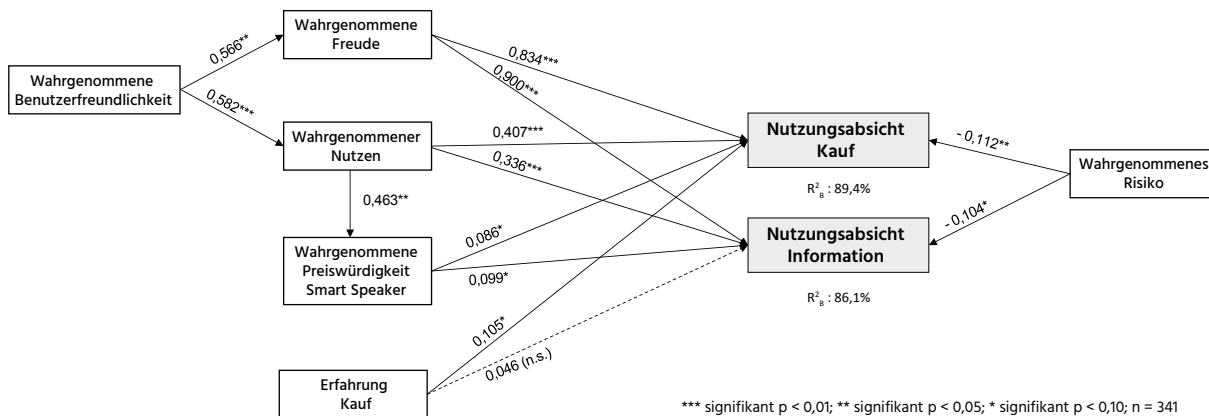 Wahrgenommene
Benutzerfreundlichkeit
0,566**
0,582***
Wahrgenommene
Freude
Wahrgenommener
Nutzen
0,463**
Wahrgenommene
Preiswürdigkeit
Smart Speaker
Erfahrung
Kauf
0,834***
0,900***
0,407***
0,336***
0,086*
0,099*
0,105*
0,046 (n.s.)
Nutzungsabsicht
Kauf
R²B : 89,4%
Nutzungsabsicht
Information
R²B : 86,1%
- 0,112**
- 0,104*
Wahrgenommenes
Risiko
*** signifikant p < 0,01; ** signifikant p < 0,05; * signifikant p < 0,10; n = 341